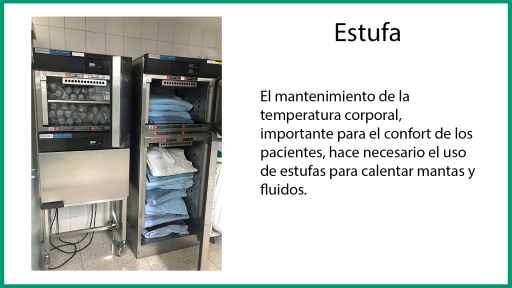 Estufa
El mantenimiento de la
temperatura corporal,
importante para el confort de los
pacientes, hace necesario el uso
de estufas para calentar mantas y
fluidos.